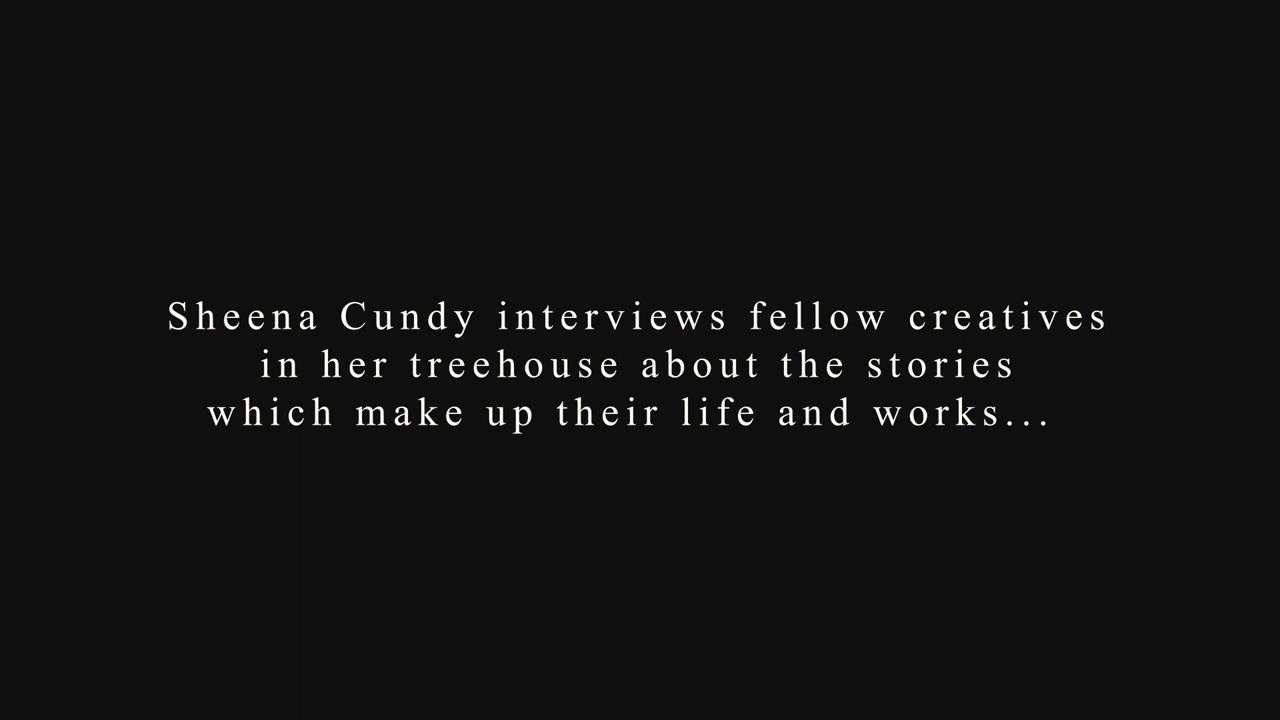 Sheena Cundy interviews fellow creatives
in her treehouse about the stories
which make up their life and works...